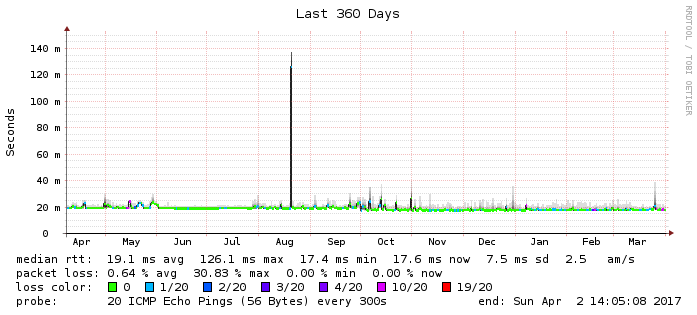 Last 360 Days
RRDTOOL / TOBI OETIKER
Seconds
140 m
120 m
100 m
80 m
60 m
40 m
20 m
0
Apr May Jun Jul Aug Sep Oct Nov Dec Jan Feb Mar
median rtt: 19.1 ms avg 126.1 ms max 17.4 ms min 17.6 ms now 7.5 ms sd 2.5 am/s
packet loss: 0.64 % avg 30.83 % max 0.00 % min 0.00 % now
loss color: 0 1/20 2/20 3/20 4/20 10/20 19/20
probe: 20 ICMP Echo Pings (56 Bytes) every 300s end: Sun Apr 2 14:05:08 2017